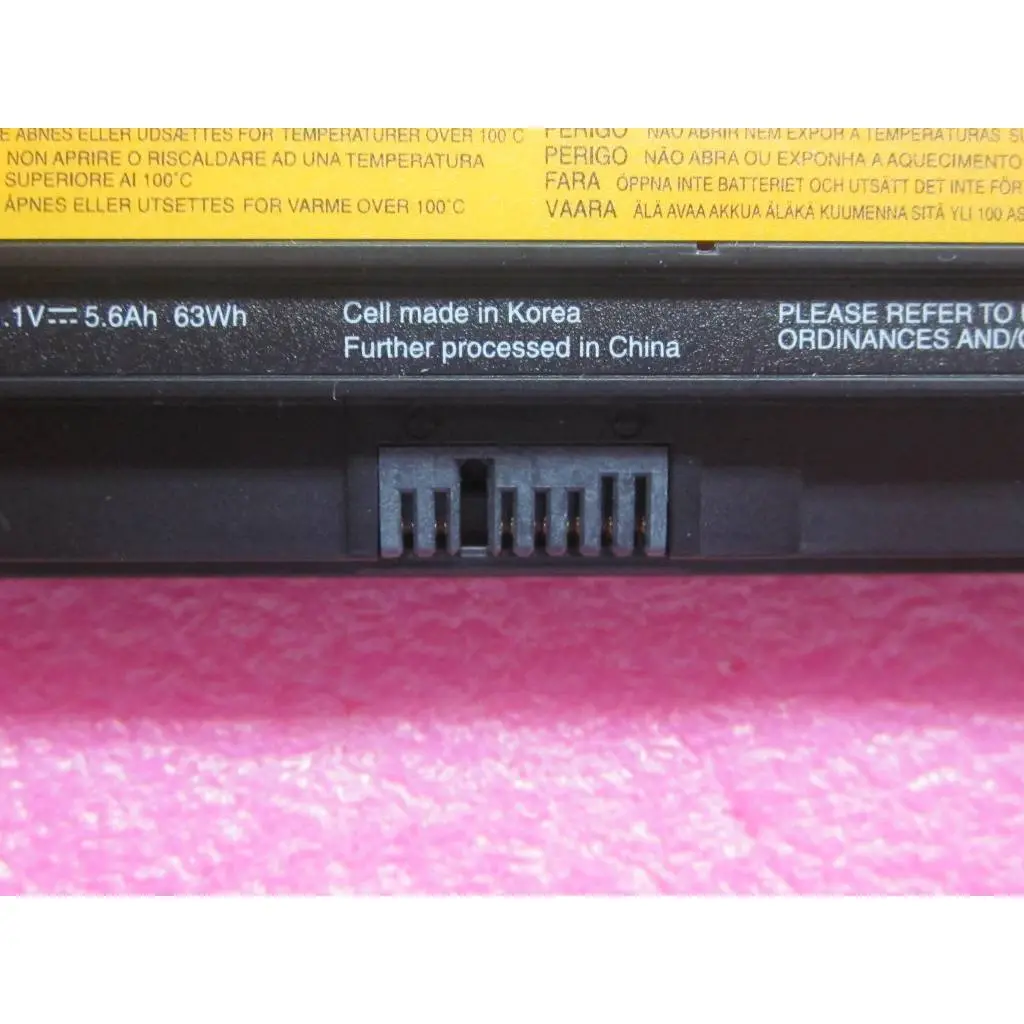 E ÅBNES ELLER UDSÆTTES FOR TEMPERATURER OVER 100°C
NON APRIRE O RISCALDARE AD UNA TEMPERATURA
SUPERIORE AI 100°C
ÅPNES ELLER UTSETTES FOR VARME OVER 100°C
PERIGO NÃO ABRIR NEM EXPOR A TEMPERATURAS
PERIGO NÃO ABRA OU EXPONHA A AQUECIMENTO
FARA ÖPPNA INTE BATTERIET OCH UTSÄTT DET INTE FÖR
VAARA ÄLÄ AVAA AKKUA ÄLÄKÄ KUUMENNA SITÄ YLI 100 AS
.1V⎓ 5.6Ah 63Wh
Cell made in Korea
Further processed in China
PLEASE REFER TO
ORDINANCES AND/